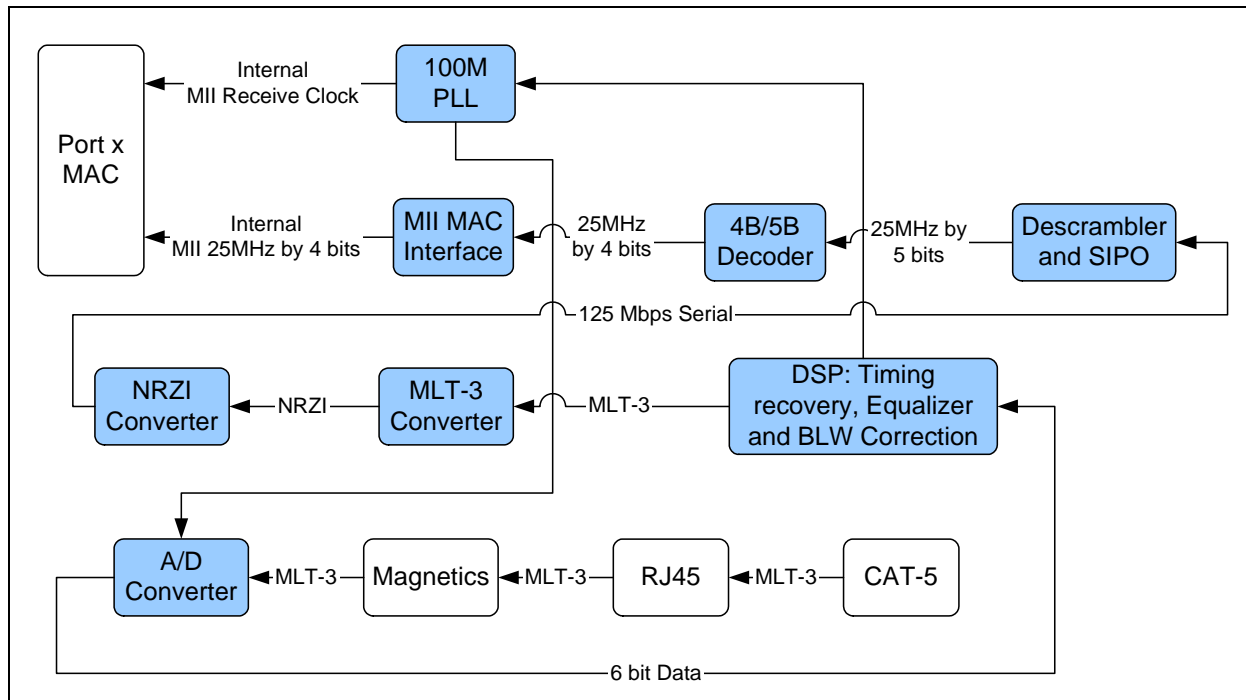 Internal
MII Receive Clock
100M
PLL
Port x
MAC
Internal
MII 25MHz by 4 bits
MII MAC
Interface
25MHz
by 4 bits
4B/5B
Decoder
25MHz by
5 bits
Descrambler
and SIPO
125 Mbps Serial
NRZI
Converter
NRZI
MLT-3
Converter
MLT-3
DSP: Timing
recovery, Equalizer
and BLW Correction
A/D
Converter
MLT-3
Magnetics
MLT-3
RJ45
MLT-3
CAT-5
6 bit Data